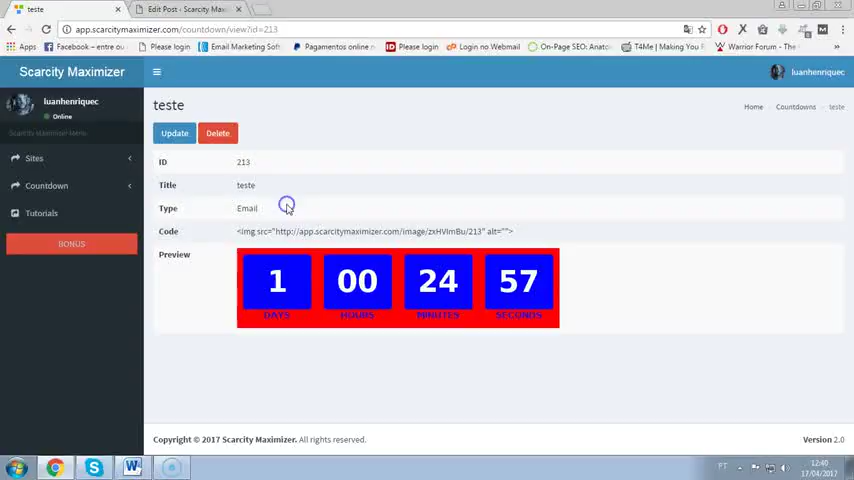 teste
Edit Post ‹ Scarcity Maxi
app.scarcitymaximizer.com/countdown/view?id=213
Apps
Facebook – entre ou
Please login
Email Marketing Soft
Pagamentos online
Please login
Login no Webmail
On-Page SEO: Anato
T4Me | Making You F
Warrior Forum - The
Scarcity Maximizer
luanhenriquec
luanhenriquec
Online
Scarcity Maximizer Menu
Sites
Countdown
Tutorials
BONUS
teste
Home
Countdowns
teste
Update
Delete
ID 213
Title teste
Type Email
Code <img src="http://app.scarcitymaximizer.com/image/zxHVImBu/213" alt="">
Preview
1 00 24 57
DAYS HOURS MINUTES SECONDS
Copyright © 2017 Scarcity Maximizer. All rights reserved.
Version 2.0
PT
12:40
17/04/2017